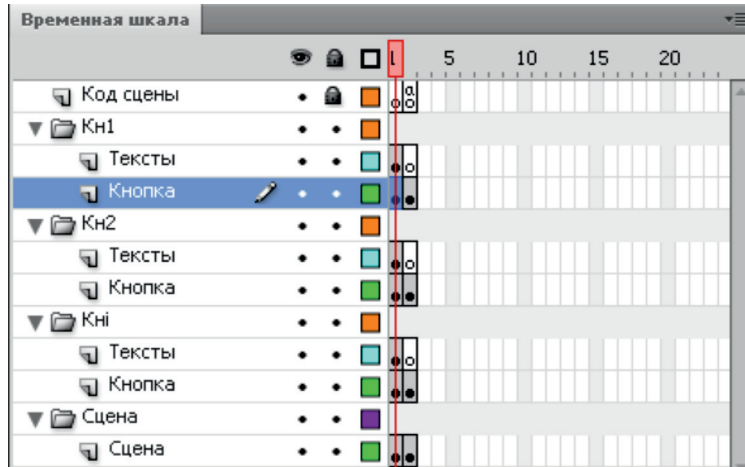 Временная шкала
1 5 10 15 20
Код сцены
a
Кн1
Тексты
Кнопка
Кн2
Тексты
Кнопка
Кнi
Тексты
Кнопка
Сцена
Сцена